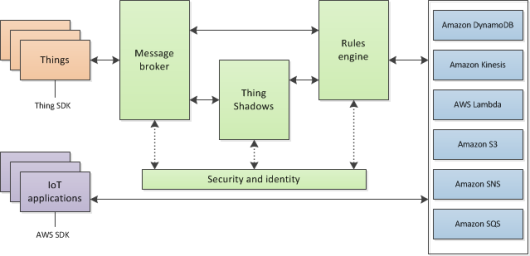 Things
Thing SDK
Message
broker
Thing
Shadows
Rules
engine
Security and identity
IoT
applications
AWS SDK
Amazon DynamoDB
Amazon Kinesis
AWS Lambda
Amazon S3
Amazon SNS
Amazon SQS